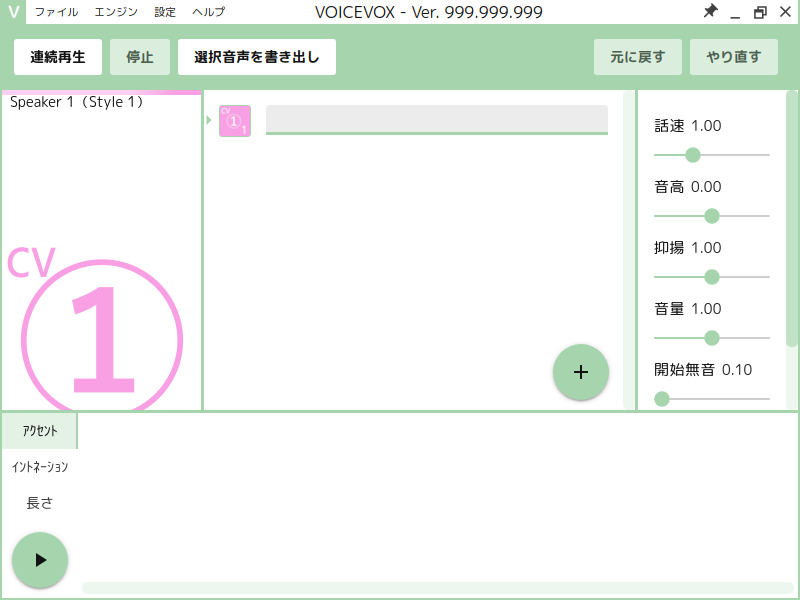 V ファイル エンジン 設定 ヘルプ VOICEVOX - Ver. 999.999.999
連続再生 停止 選択音声を書き出し 元に戻す やり直す
Speaker 1（Style 1）
CV ① 1
話速 1.00
音高 0.00
抑揚 1.00
音量 1.00
開始無音 0.10
CV
1
+
アクセント
イントネーション
長さ